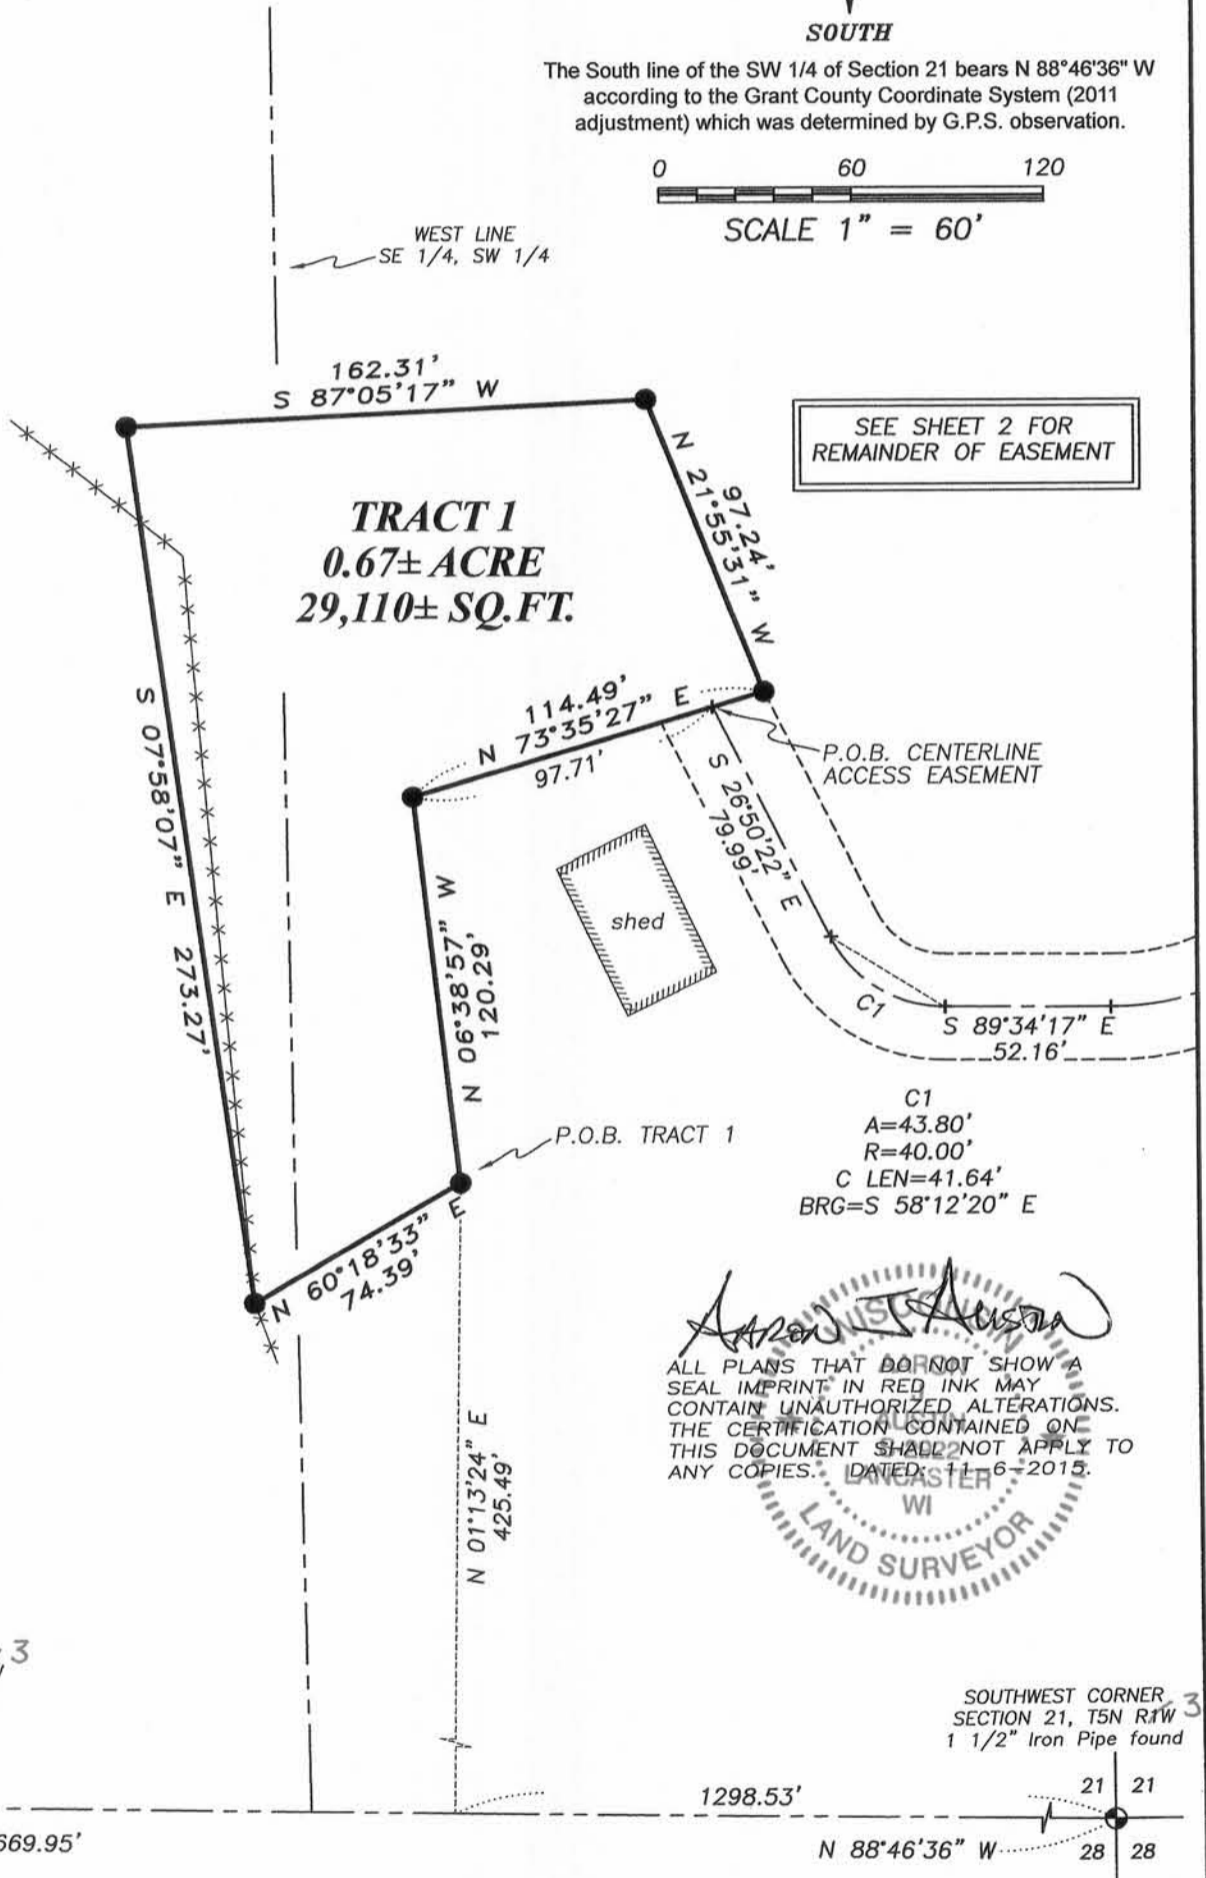 SOUTH
The South line of the SW 1/4 of Section 21 bears N 88°46'36" W
according to the Grant County Coordinate System (2011
adjustment) which was determined by G.P.S. observation.
0 60 120
SCALE 1" = 60'
WEST LINE
SE 1/4, SW 1/4
162.31'
S 87°05'17" W
SEE SHEET 2 FOR
REMAINDER OF EASEMENT
N 21°55'31" W
97.24'
TRACT 1
0.67± ACRE
29,110± SQ.FT.
S 07°58'07" E 273.27'
114.49'
N 73°35'27" E
97.71'
P.O.B. CENTERLINE
ACCESS EASEMENT
S 26°50'22" E
79.99'
shed
N 06°38'57" W
120.29'
C1
S 89°34'17" E
52.16'
C1
A=43.80'
R=40.00'
C LEN=41.64'
BRG=S 58°12'20" E
P.O.B. TRACT 1
N 60°18'33" E
74.39'
Aaron J Austin
WISCONSIN
AARON
J
AUSTIN
LANCASTER
WI
LAND SURVEYOR
ALL PLANS THAT DO NOT SHOW A
SEAL IMPRINT IN RED INK MAY
CONTAIN UNAUTHORIZED ALTERATIONS.
THE CERTIFICATION CONTAINED ON
THIS DOCUMENT SHALL NOT APPLY TO
ANY COPIES. DATED: 11-6-2015.
N 01°13'24" E
425.49'
3
SOUTHWEST CORNER
SECTION 21, T5N R1W 3
1 1/2" Iron Pipe found
21 21
1298.53'
669.95'
N 88°46'36" W
28 28